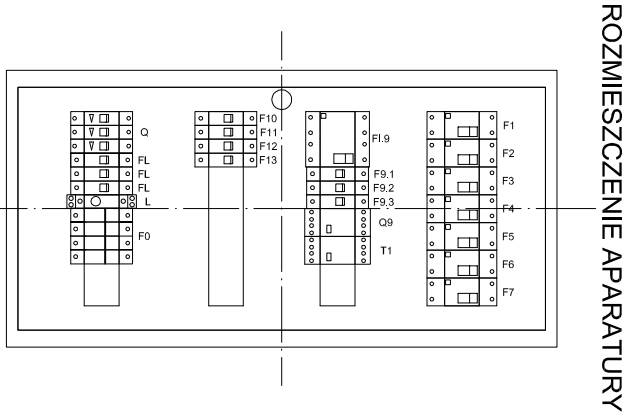 ROZMIESZCZENIE APARATURY
Q
FL
FL
FL
L
F0
F10
F11
F12
F13
FI.9
F9.1
F9.2
F9.3
Q9
T1
F1
F2
F3
F4
F5
F6
F7